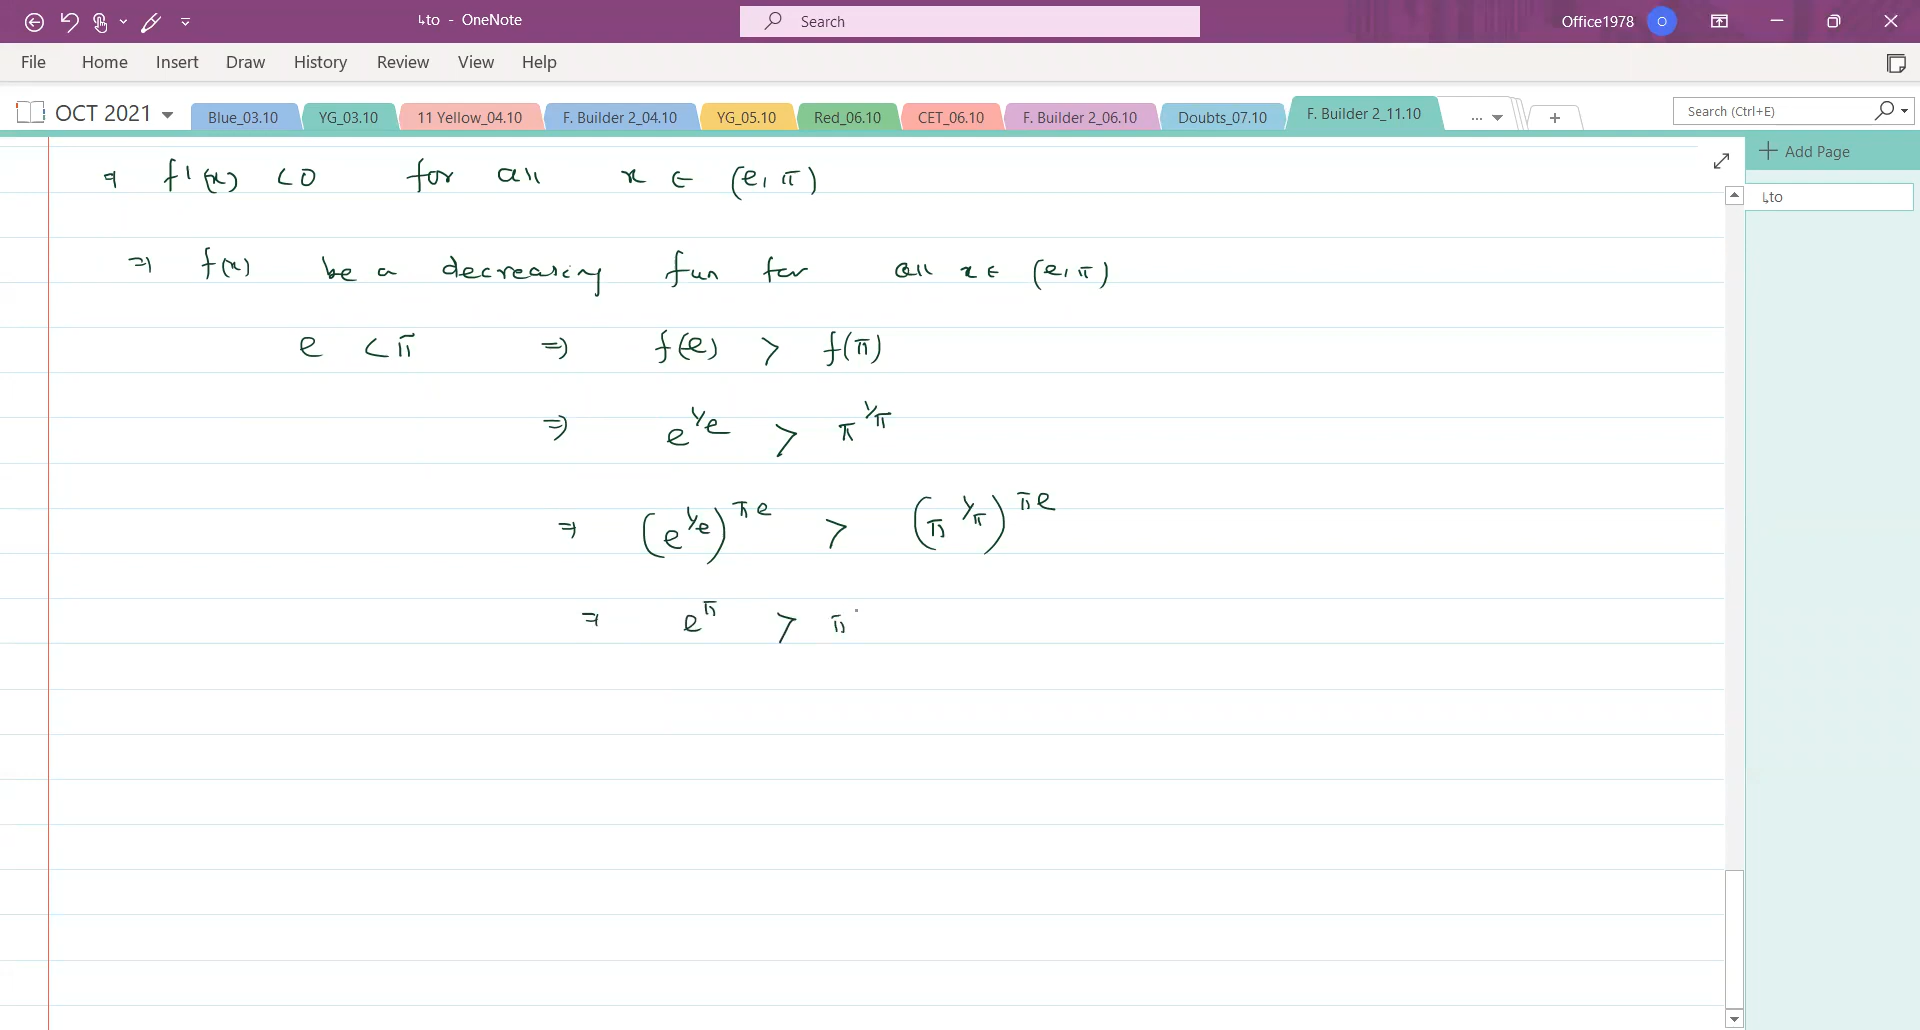 ↳to - OneNote
Search
Office1978
O
File Home Insert Draw History Review View Help
OCT 2021
Blue_03.10 YG_03.10 11 Yellow_04.10 F. Builder 2_04.10 YG_05.10 Red_06.10 CET_06.10 F. Builder 2_06.10 Doubts_07.10 F. Builder 2_11.10 ... +
Search (Ctrl+E)
Add Page
↳to
⇒ f'(x) < 0 for all x ∈ (e, π)
⇒ f(x) be a decreasing fun for all x ∈ (e, π)
e < π ⇒ f(e) > f(π)
⇒ e^{1/e} > π^{1/π}
⇒ (e^{1/e})^{πe} > (π^{1/π})^{πe}
⇒ e^π > π